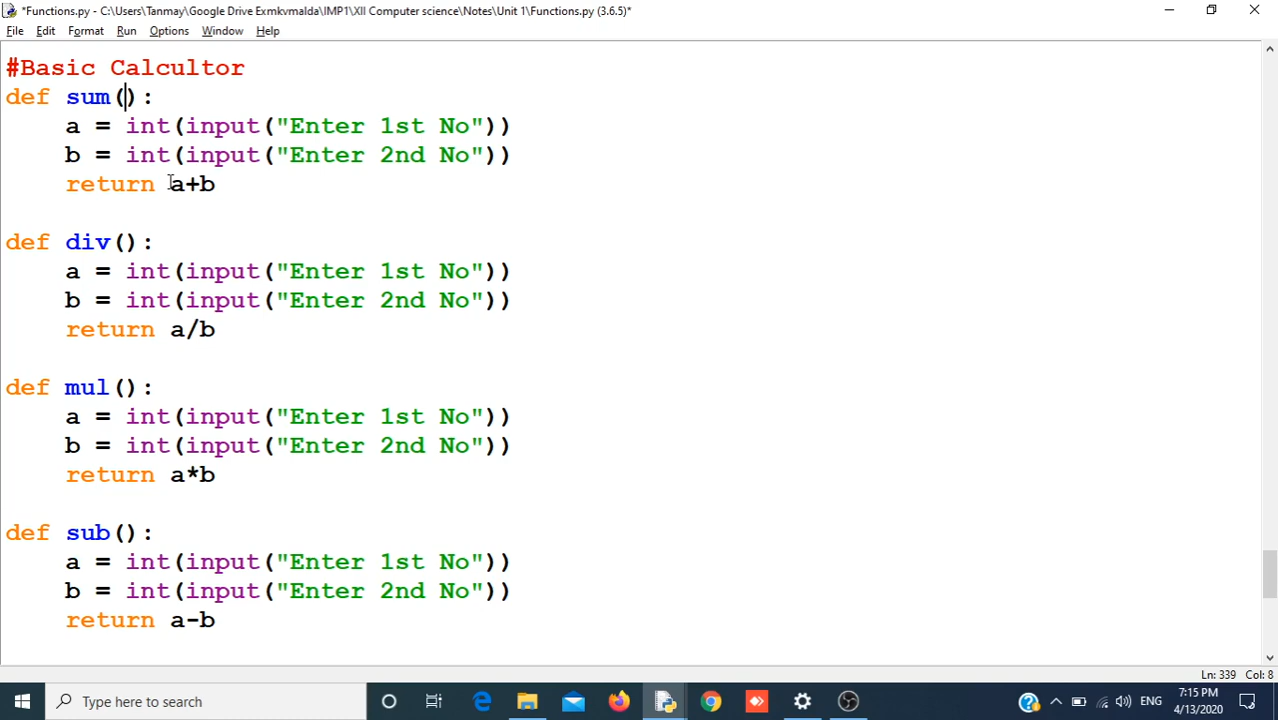 *Functions.py - C:\Users\Tanmay\Google Drive Exmkvmalda\IMP1\XII Computer science\Notes\Unit 1\Functions.py (3.6.5)*
File Edit Format Run Options Window Help
#Basic Calcultor
def sum():
    a = int(input("Enter 1st No"))
    b = int(input("Enter 2nd No"))
    return a+b
def div():
    a = int(input("Enter 1st No"))
    b = int(input("Enter 2nd No"))
    return a/b
def mul():
    a = int(input("Enter 1st No"))
    b = int(input("Enter 2nd No"))
    return a*b
def sub():
    a = int(input("Enter 1st No"))
    b = int(input("Enter 2nd No"))
    return a-b
Ln: 339 Col: 8
Type here to search
ENG
7:15 PM
4/13/2020